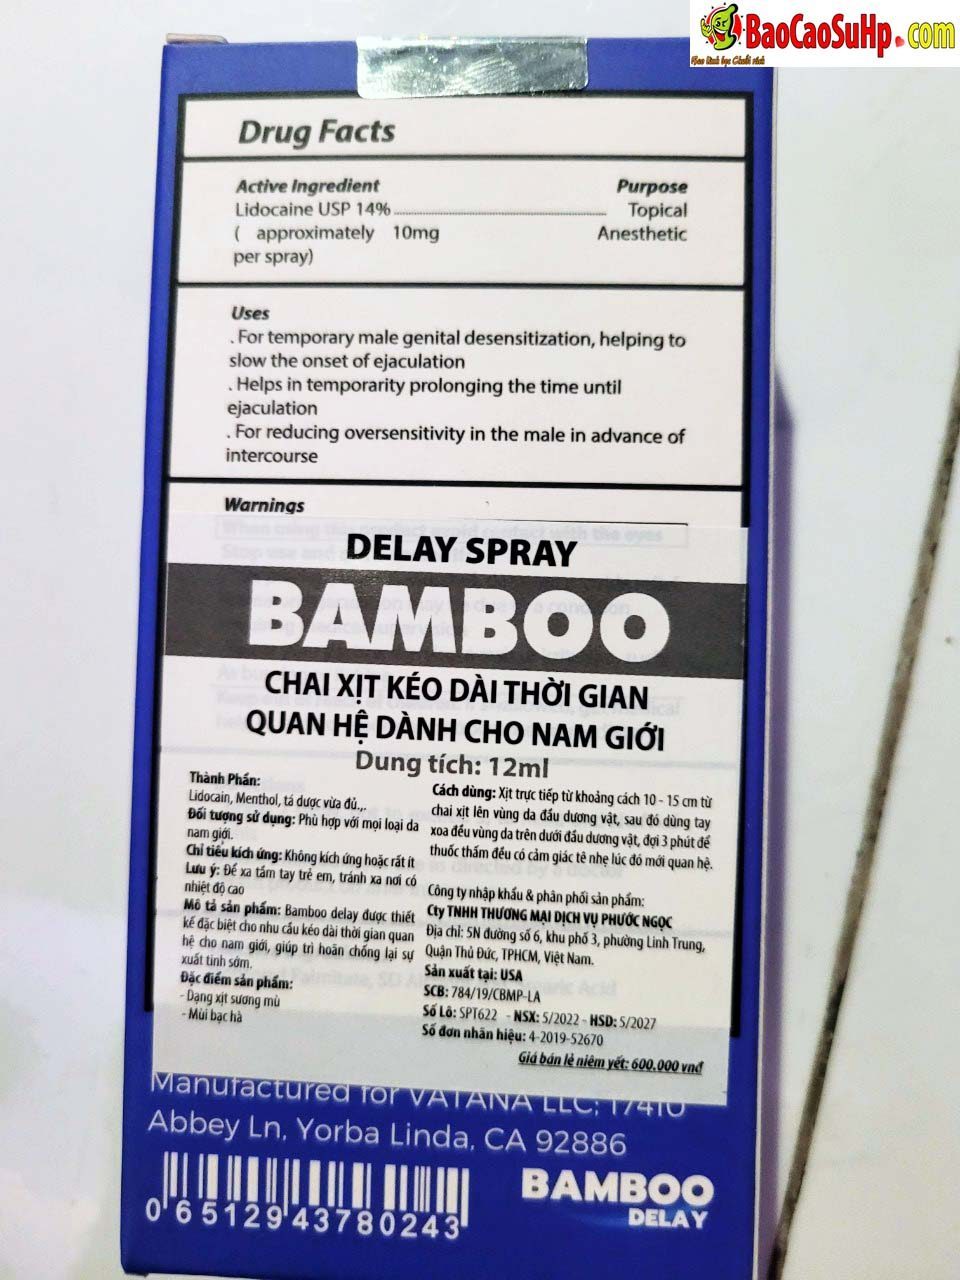 BaoCaoSuHp.com
Drug Facts
Active Ingredient Purpose
Lidocaine USP 14% Topical
( approximately 10mg Anesthetic
per spray)
Uses
. For temporary male genital desensitization, helping to
slow the onset of ejaculation
. Helps in temporarity prolonging the time until
ejaculation
. For reducing oversensitivity in the male in advance of
intercourse
Warnings
DELAY SPRAY
BAMBOO
CHAI XỊT KÉO DÀI THỜI GIAN
QUAN HỆ DÀNH CHO NAM GIỚI
Dung tích: 12ml
Thành Phần:
Lidocain, Menthol, tá dược vừa đủ.,.
Đối tượng sử dụng: Phù hợp với mọi loại da
nam giới.
Chỉ tiêu kích ứng: Không kích ứng hoặc rất ít
Lưu ý: Để xa tầm tay trẻ em, tránh xa nơi có
nhiệt độ cao
Mô tả sản phẩm: Bamboo delay được thiết
kế đặc biệt cho nhu cầu kéo dài thời gian quan
hệ cho nam giới, giúp trì hoãn chống lại sự
xuất tinh sớm.
Đặc điểm sản phẩm:
- Dạng xịt sương mù
- Mùi bạc hà
Cách dùng: Xịt trực tiếp từ khoảng cách 10 - 15 cm từ
chai xịt lên vùng da đầu dương vật, sau đó dùng tay
xoa đều vùng da trên dưới đầu dương vật, đợi 3 phút để
thuốc thấm đều có cảm giác tê nhẹ lúc đó mới quan hệ.
Công ty nhập khẩu & phân phối sản phẩm:
Cty TNHH THƯƠNG MẠI DỊCH VỤ PHƯỚC NGỌC
Địa chỉ: 5N đường số 6, khu phố 3, phường Linh Trung,
Quận Thủ Đức, TPHCM, Việt Nam.
Sản xuất tại: USA
SCB: 784/19/CBMP-LA
Số Lô: SPT622 - NSX: 5/2022 - HSD: 5/2027
Số đơn nhãn hiệu: 4-2019-52670
Giá bán lẻ niêm yết: 600.000 vnđ
Manufactured for VATANA LLC; 17410
Abbey Ln, Yorba Linda, CA 92886
0 65129 43780243
BAMBOO
DELAY